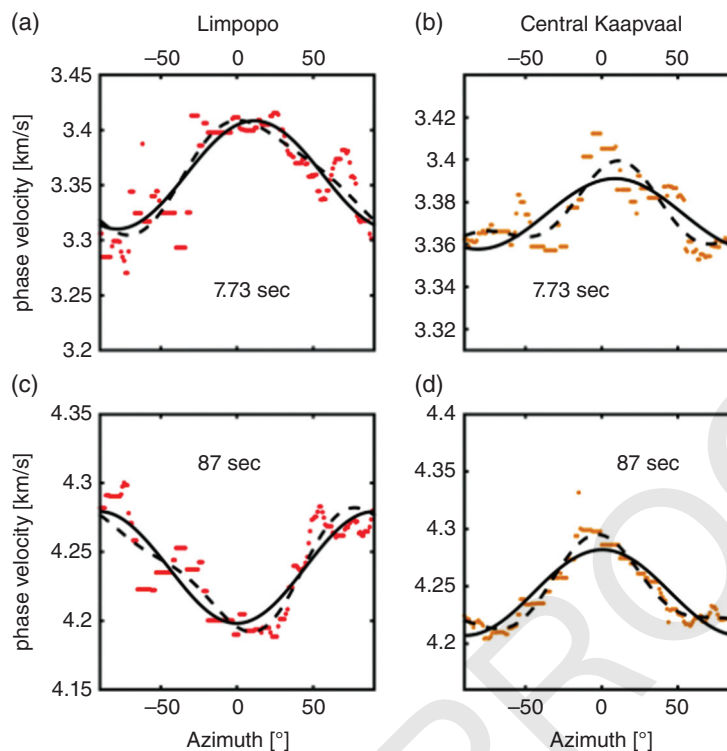 (a) Limpopo (b) Central Kaapvaal
−50 0 50 −50 0 50
3.45
3.4
3.35
3.3
3.25
3.2
phase velocity [km/s]
7.73 sec
3.42
3.4
3.38
3.36
3.34
3.32
7.73 sec
(c) (d)
4.35
4.3
4.25
4.2
4.15
phase velocity [km/s]
87 sec
−50 0 50
Azimuth [°]
4.4
4.35
4.3
4.25
4.2
87 sec
−50 0 50
Azimuth [°]
PROO